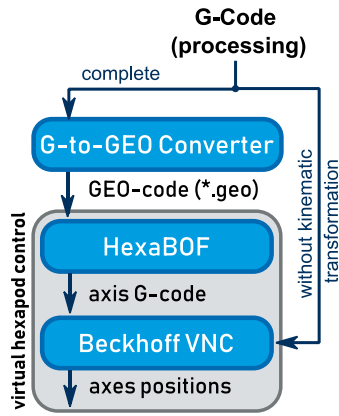 G-Code
(processing)
complete
G-to-GEO Converter
GEO-code (*.geo)
without kinematic
transformation
virtual hexapod control
HexaBOF
axis G-code
Beckhoff VNC
axes positions